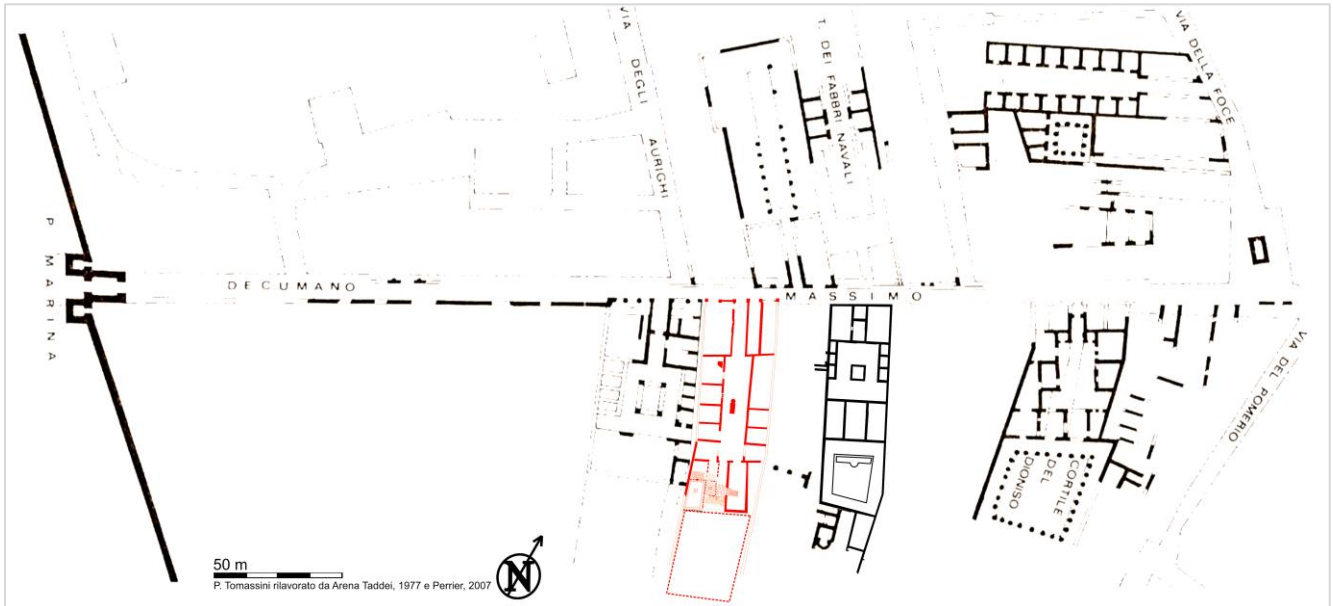 VIA DEGLI AURIGHI
T. DEI FABBRI NAVALI
VIA DELLA FOCE
P. MARINA
DECUMANO MASSIMO
VIA DEL POMERIO
CORTILE
DEL
DIONISO
50 m
N
P. Tomassini rilavorato da Arena Taddei, 1977 e Perrier, 2007